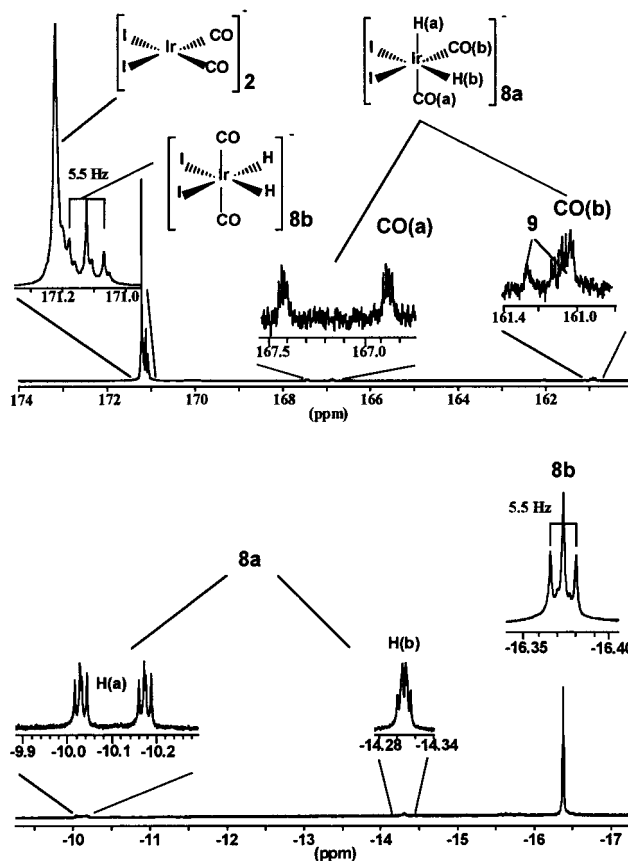 I
I
Ir
CO
CO
2
H(a)
I
I
Ir
CO(b)
H(b)
CO(a)
-
8a
5.5 Hz
CO
I
I
Ir
H
H
CO
-
8b
CO(a)
9
CO(b)
171.2 171.0
167.4 167.0
161.4 161.0
174 172 170 168 166 164 162
(ppm)
8b
5.5 Hz
-16.35 -16.40
8a
H(a)
H(b)
-9.9 -10.0 -10.1 -10.2
-14.28 -14.34
-10 -11 -12 -13 -14 -15 -16 -17
(ppm)